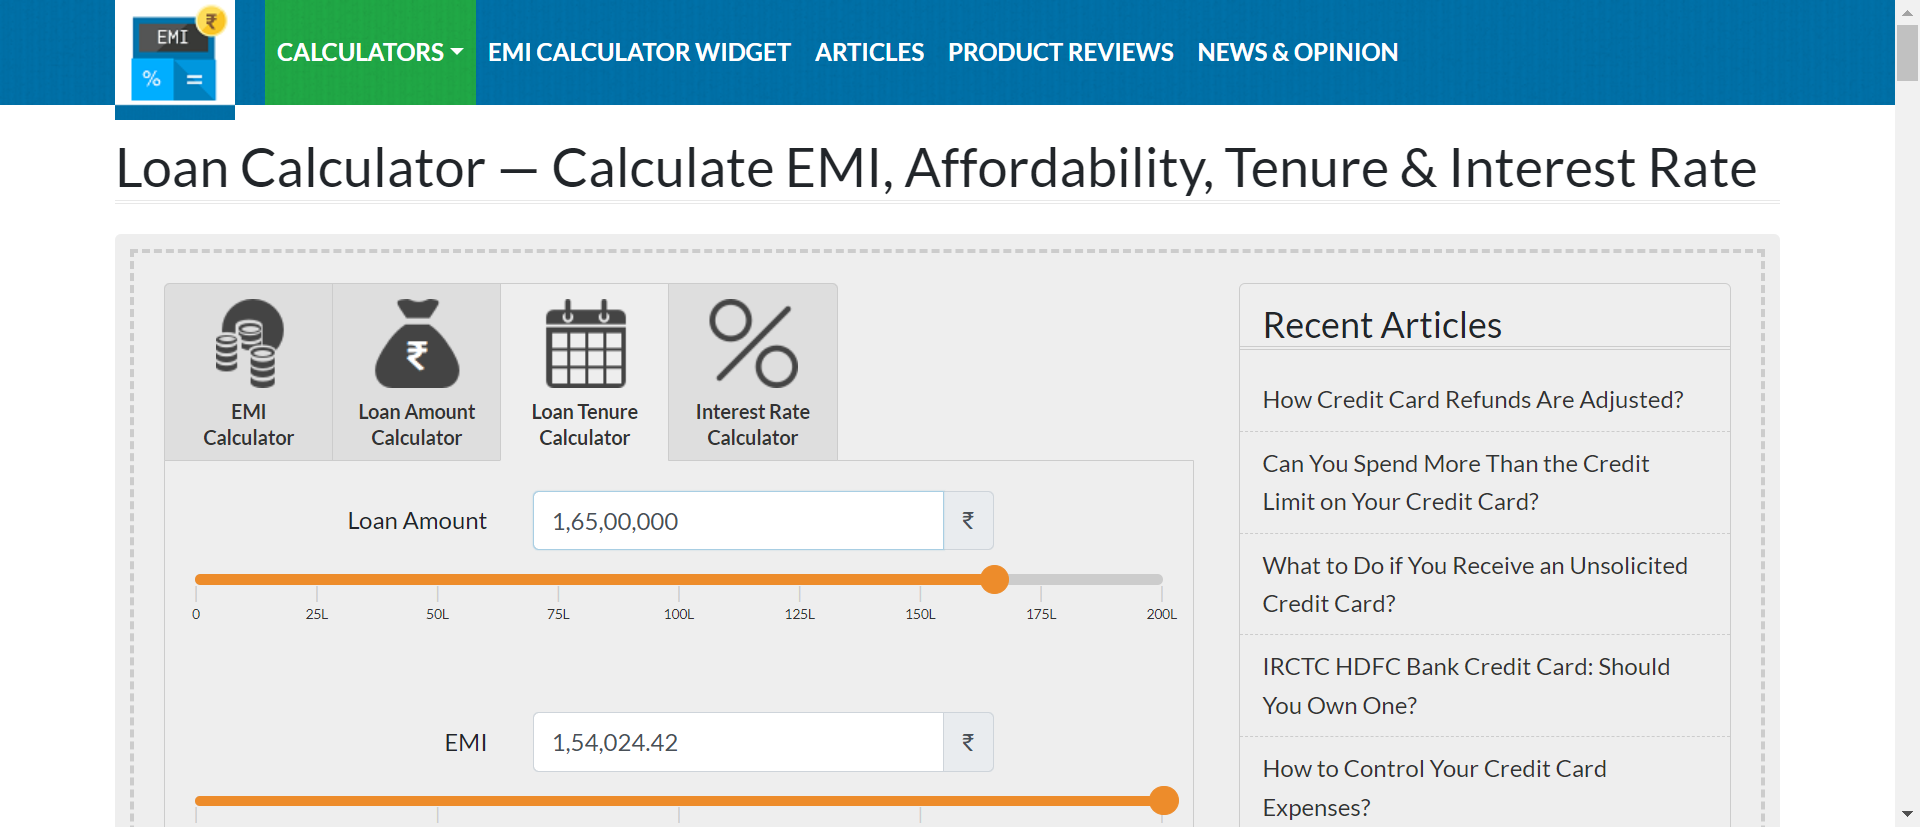 EMI ₹
% =
CALCULATORS EMI CALCULATOR WIDGET ARTICLES PRODUCT REVIEWS NEWS & OPINION
Loan Calculator — Calculate EMI, Affordability, Tenure & Interest Rate
EMI
Calculator
₹
Loan Amount
Calculator
Loan Tenure
Calculator
Interest Rate
Calculator
Loan Amount 1,65,00,000 ₹
0 25L 50L 75L 100L 125L 150L 175L 200L
EMI 1,54,024.42 ₹
Recent Articles
How Credit Card Refunds Are Adjusted?
Can You Spend More Than the Credit
Limit on Your Credit Card?
What to Do if You Receive an Unsolicited
Credit Card?
IRCTC HDFC Bank Credit Card: Should
You Own One?
How to Control Your Credit Card
Expenses?